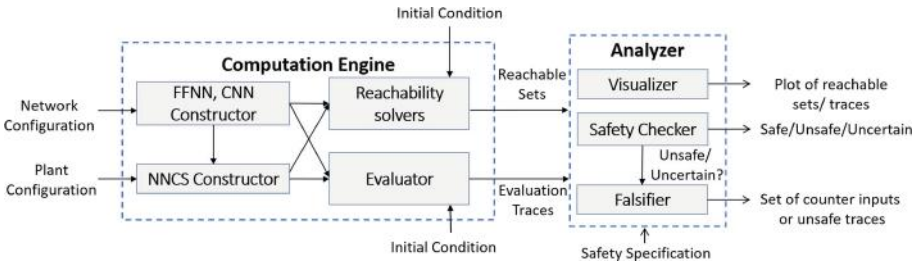 Initial Condition
Analyzer
Computation Engine
Reachable
Sets
Visualizer
Plot of reachable
sets/ traces
FFNN, CNN
Constructor
Reachability
solvers
Network
Configuration
Safety Checker
Safe/Unsafe/Uncertain
Unsafe/
Uncertain?
Plant
Configuration
NNCS Constructor
Evaluator
Evaluation
Traces
Falsifier
Set of counter inputs
or unsafe traces
Initial Condition
Safety Specification